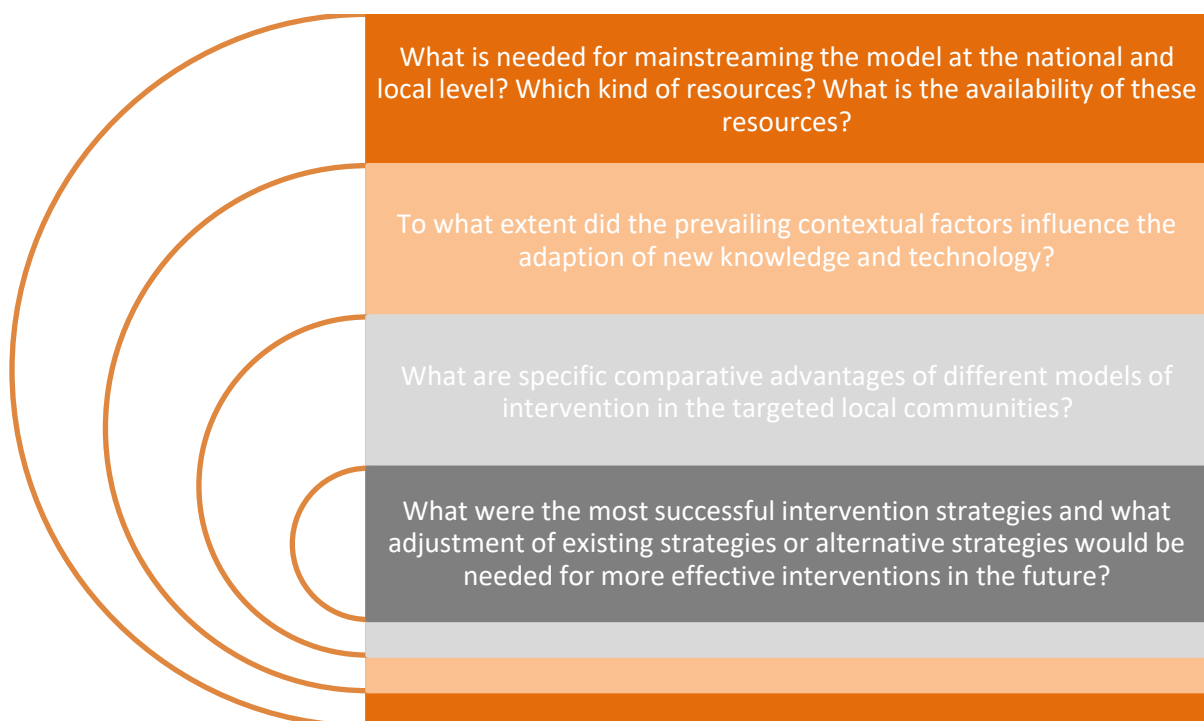 What is needed for mainstreaming the model at the national and
local level? Which kind of resources? What is the availability of these
resources?
To what extent did the prevailing contextual factors influence the
adaption of new knowledge and technology?
What are specific comparative advantages of different models of
intervention in the targeted local communities?
What were the most successful intervention strategies and what
adjustment of existing strategies or alternative strategies would be
needed for more effective interventions in the future?